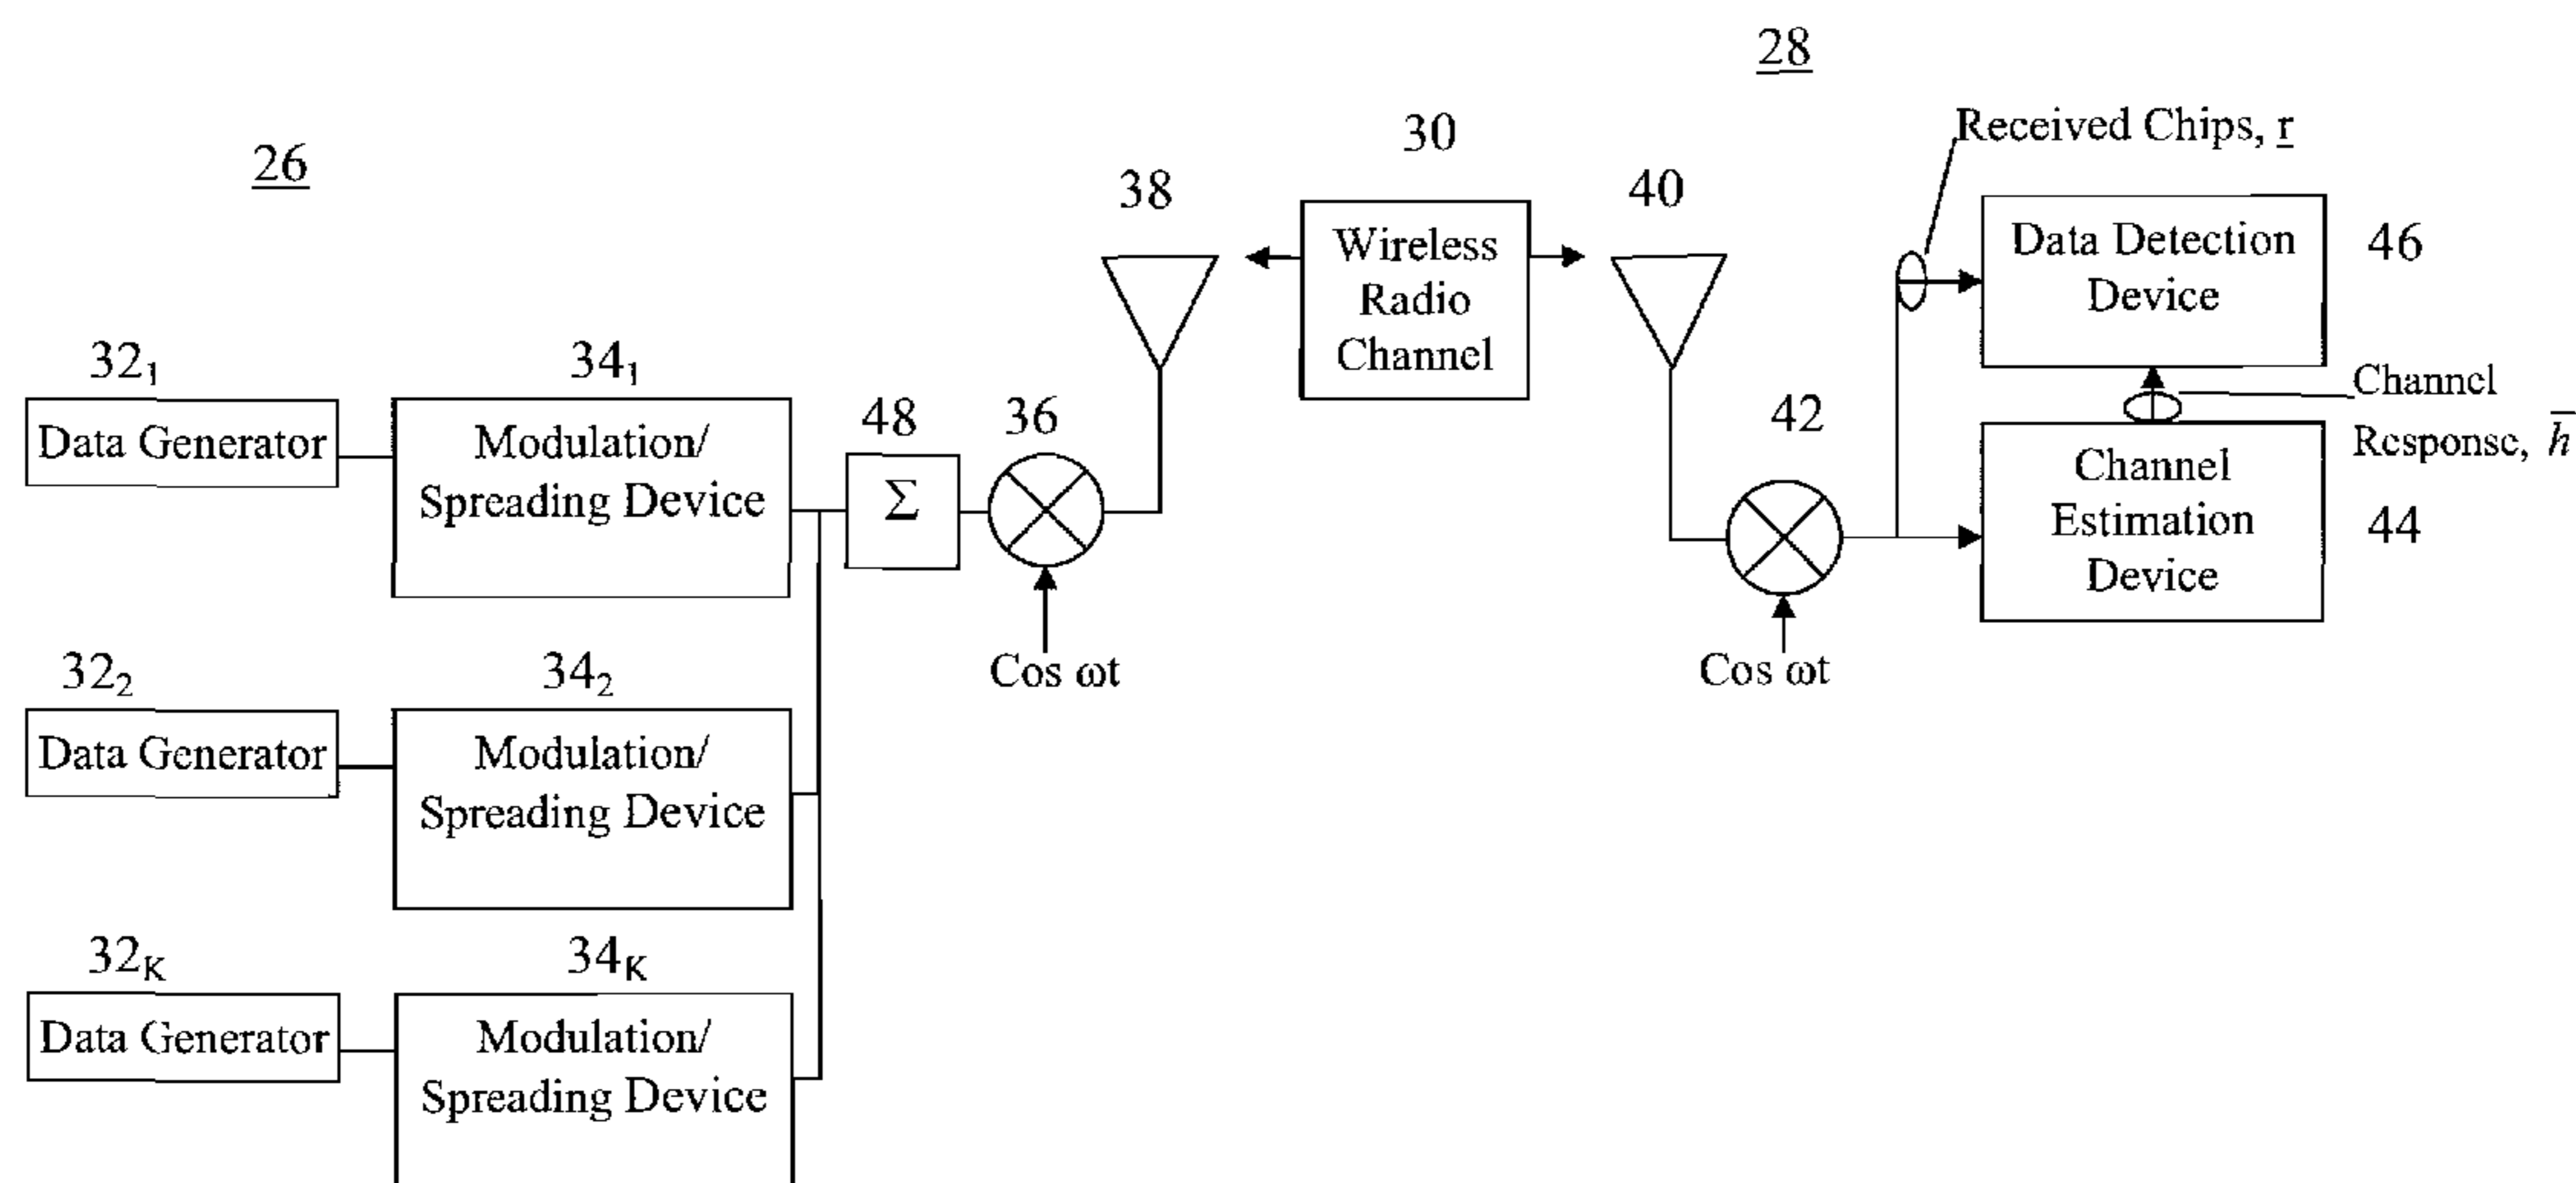 28
30
Received Chips, r
26
38
40
Wireless
Radio
Channel
Data Detection
Device
46
32₁
34₁
48
36
42
Channel
Response, h̅
Data Generator
Modulation/
Spreading Device
Σ
Channel
Estimation
Device
44
Cos ωt
Cos ωt
32₂
34₂
Data Generator
Modulation/
Spreading Device
32K
34K
Data Generator
Modulation/
Spreading Device